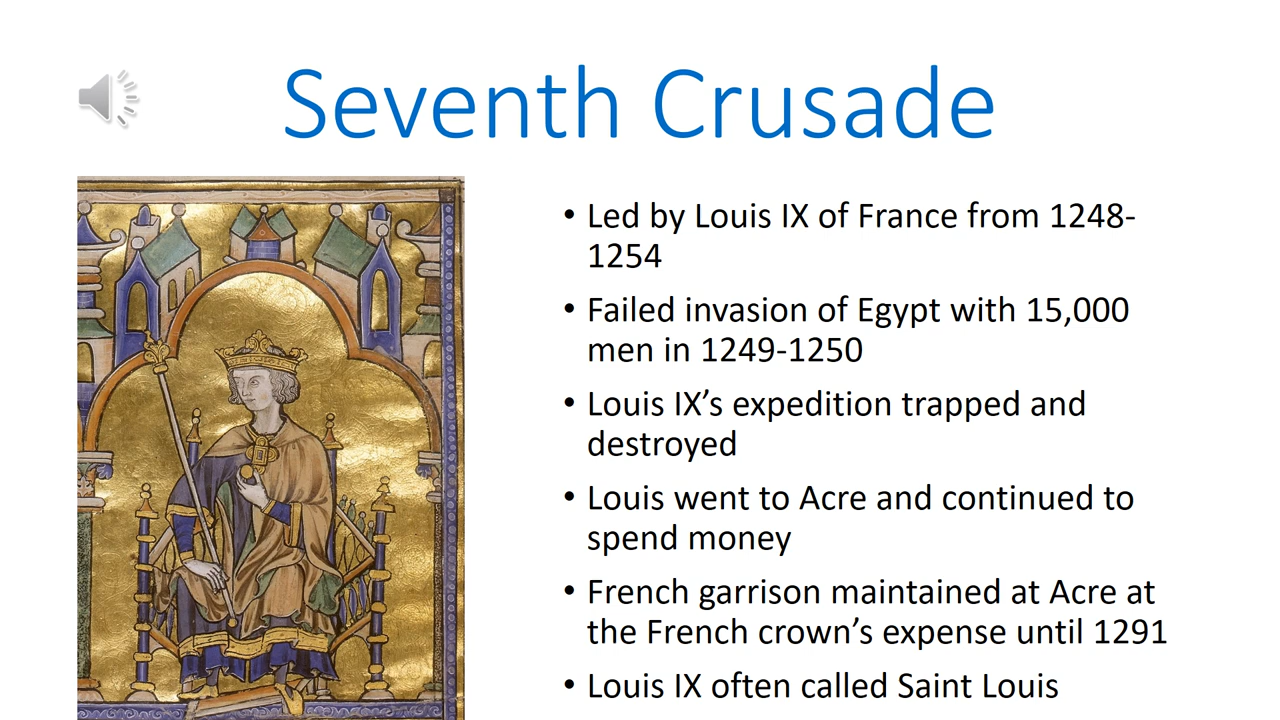 Seventh Crusade
• Led by Louis IX of France from 1248-
1254
• Failed invasion of Egypt with 15,000
men in 1249-1250
• Louis IX’s expedition trapped and
destroyed
• Louis went to Acre and continued to
spend money
• French garrison maintained at Acre at
the French crown’s expense until 1291
• Louis IX often called Saint Louis